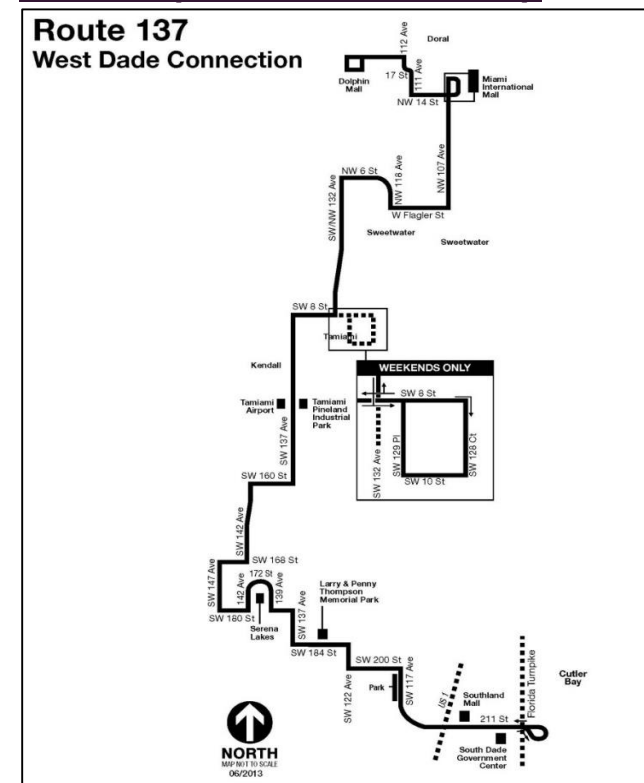 Route 137
West Dade Connection
112 Ave
Doral
Dolphin
Mall
17 St
111 Ave
NW 14 St
Miami
International
Mall
NW 6 St
NW 118 Ave
NW 107 Ave
SW/NW 132 Ave
W Flagler St
Sweetwater
Sweetwater
SW 8 St
Tamiami
Kendall
WEEKENDS ONLY
SW 8 St
SW 132 Ave
SW 129 Pl
SW 128 Ct
SW 10 St
Tamiami
Airport
Tamiami
Pineland
Industrial
Park
SW 137 Ave
SW 160 St
SW 142 Ave
SW 168 St
SW 147 Ave
172 St
142 Ave
139 Ave
SW 180 St
Serena
Lakes
SW 137 Ave
Larry & Penny
Thompson
Memorial Park
SW 184 St
SW 122 Ave
SW 200 St
SW 117 Ave
Park
US 1
Southland
Mall
211 St
Florida Turnpike
Cutler
Bay
South Dade
Government
Center
NORTH
MAP NOT TO SCALE
06/2013